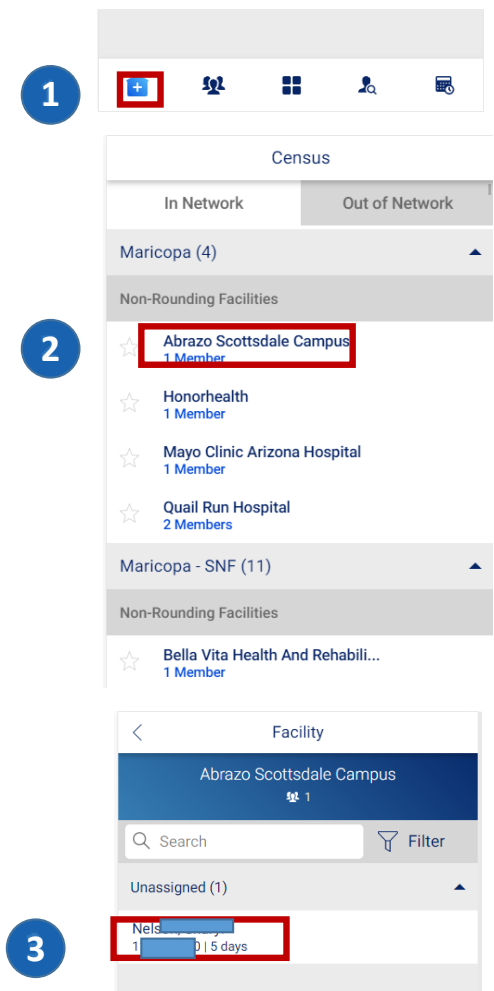 1
Census
In Network Out of Network
Maricopa (4)
Non-Rounding Facilities
2
Abrazo Scottsdale Campus
1 Member
Honorhealth
1 Member
Mayo Clinic Arizona Hospital
1 Member
Quail Run Hospital
2 Members
Maricopa - SNF (11)
Non-Rounding Facilities
Bella Vita Health And Rehabili...
1 Member
Facility
Abrazo Scottsdale Campus
1
Search Filter
Unassigned (1)
3
| 5 days